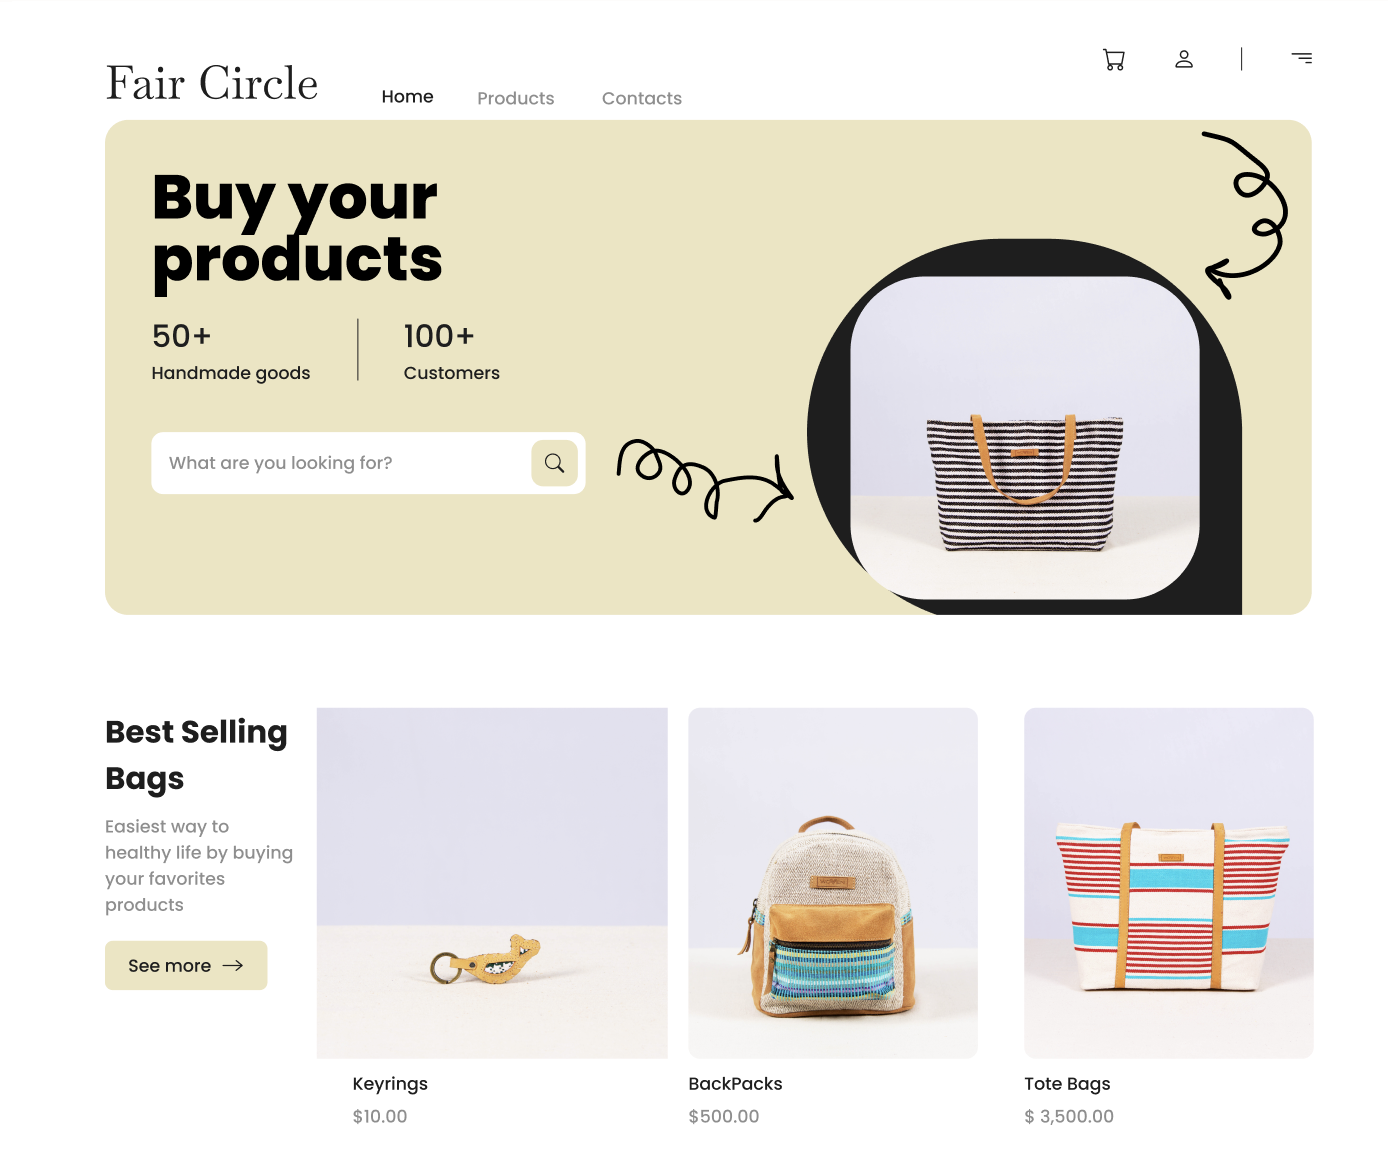 Fair Circle
Home
Products
Contacts
Buy your
products
50+
Handmade goods
100+
Customers
What are you looking for?
Best Selling
Bags
Easiest way to
healthy life by buying
your favorites
products
See more
Keyrings
$10.00
BackPacks
$500.00
Tote Bags
$ 3,500.00